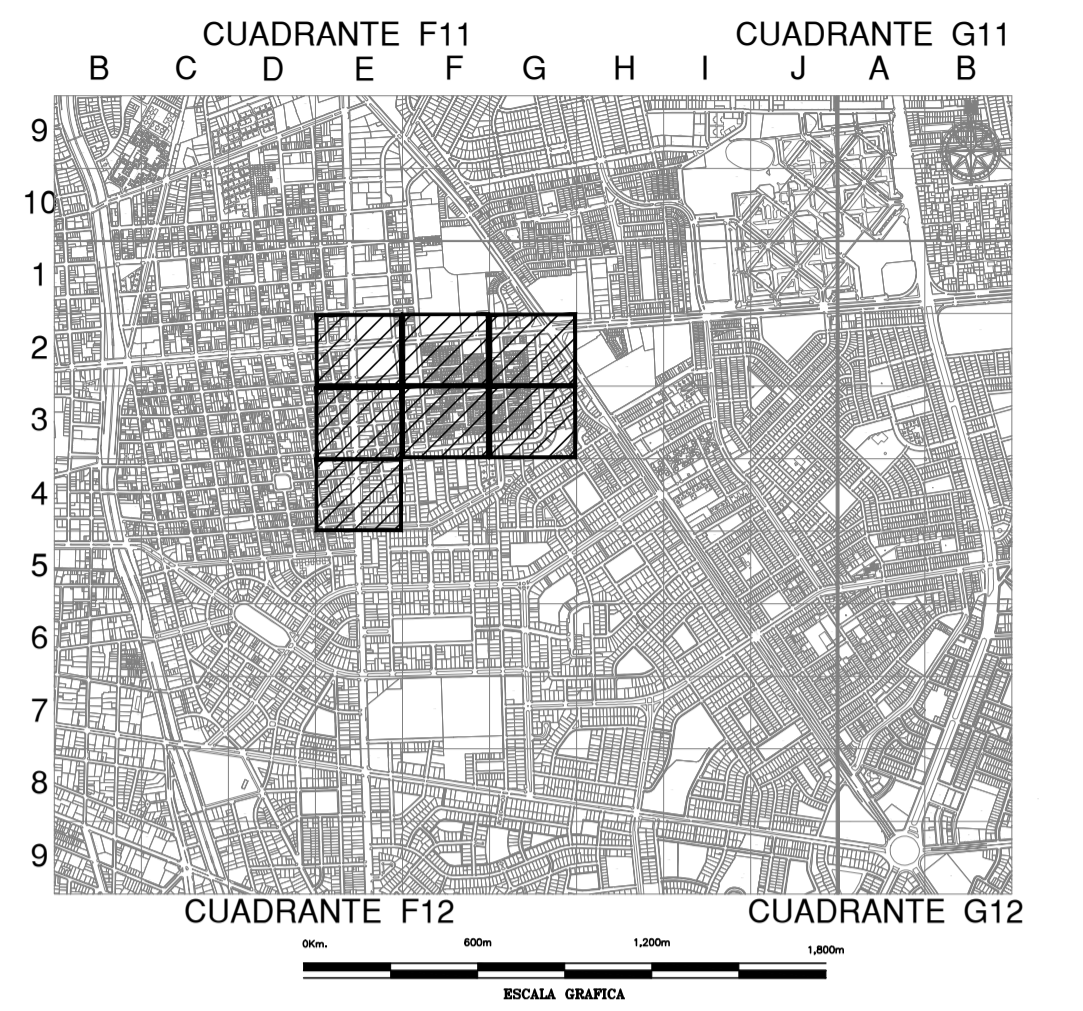 CUADRANTE F11 CUADRANTE G11
B C D E F G H I J A B
9
10
1
2
3
4
5
6
7
8
9
CUADRANTE F12 CUADRANTE G12
0Km. 600m 1,200m 1,800m
ESCALA GRAFICA